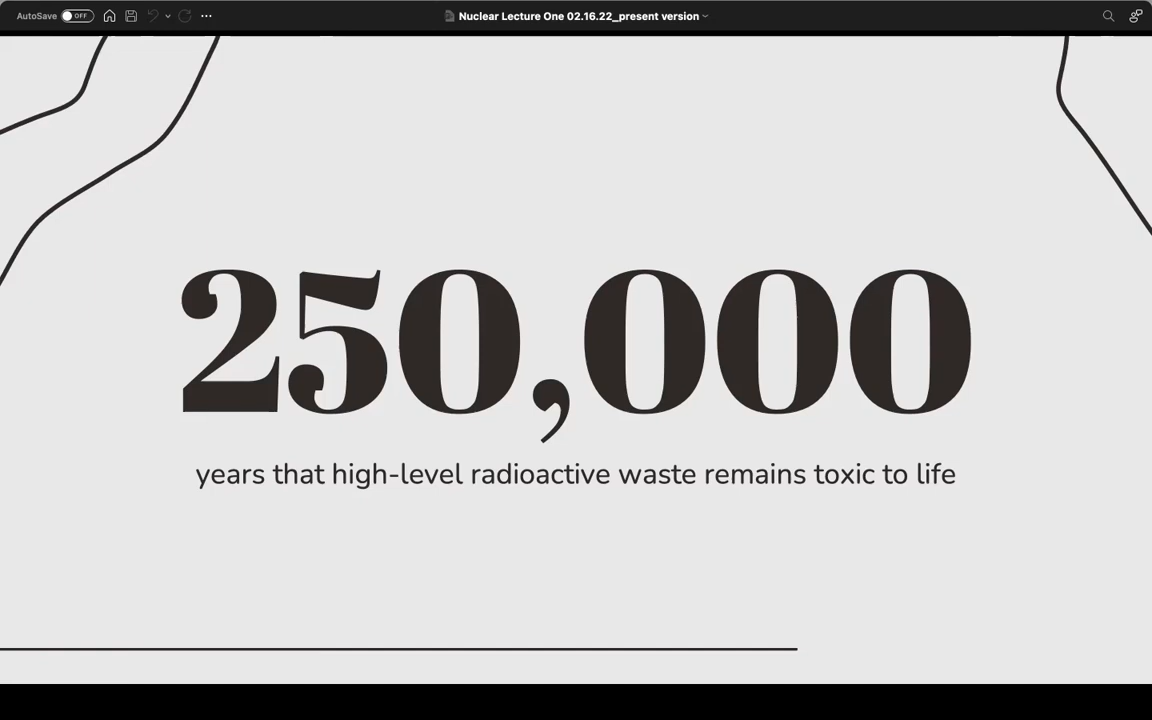 AutoSave OFF
Nuclear Lecture One 02.16.22_present version
250,000
years that high-level radioactive waste remains toxic to life